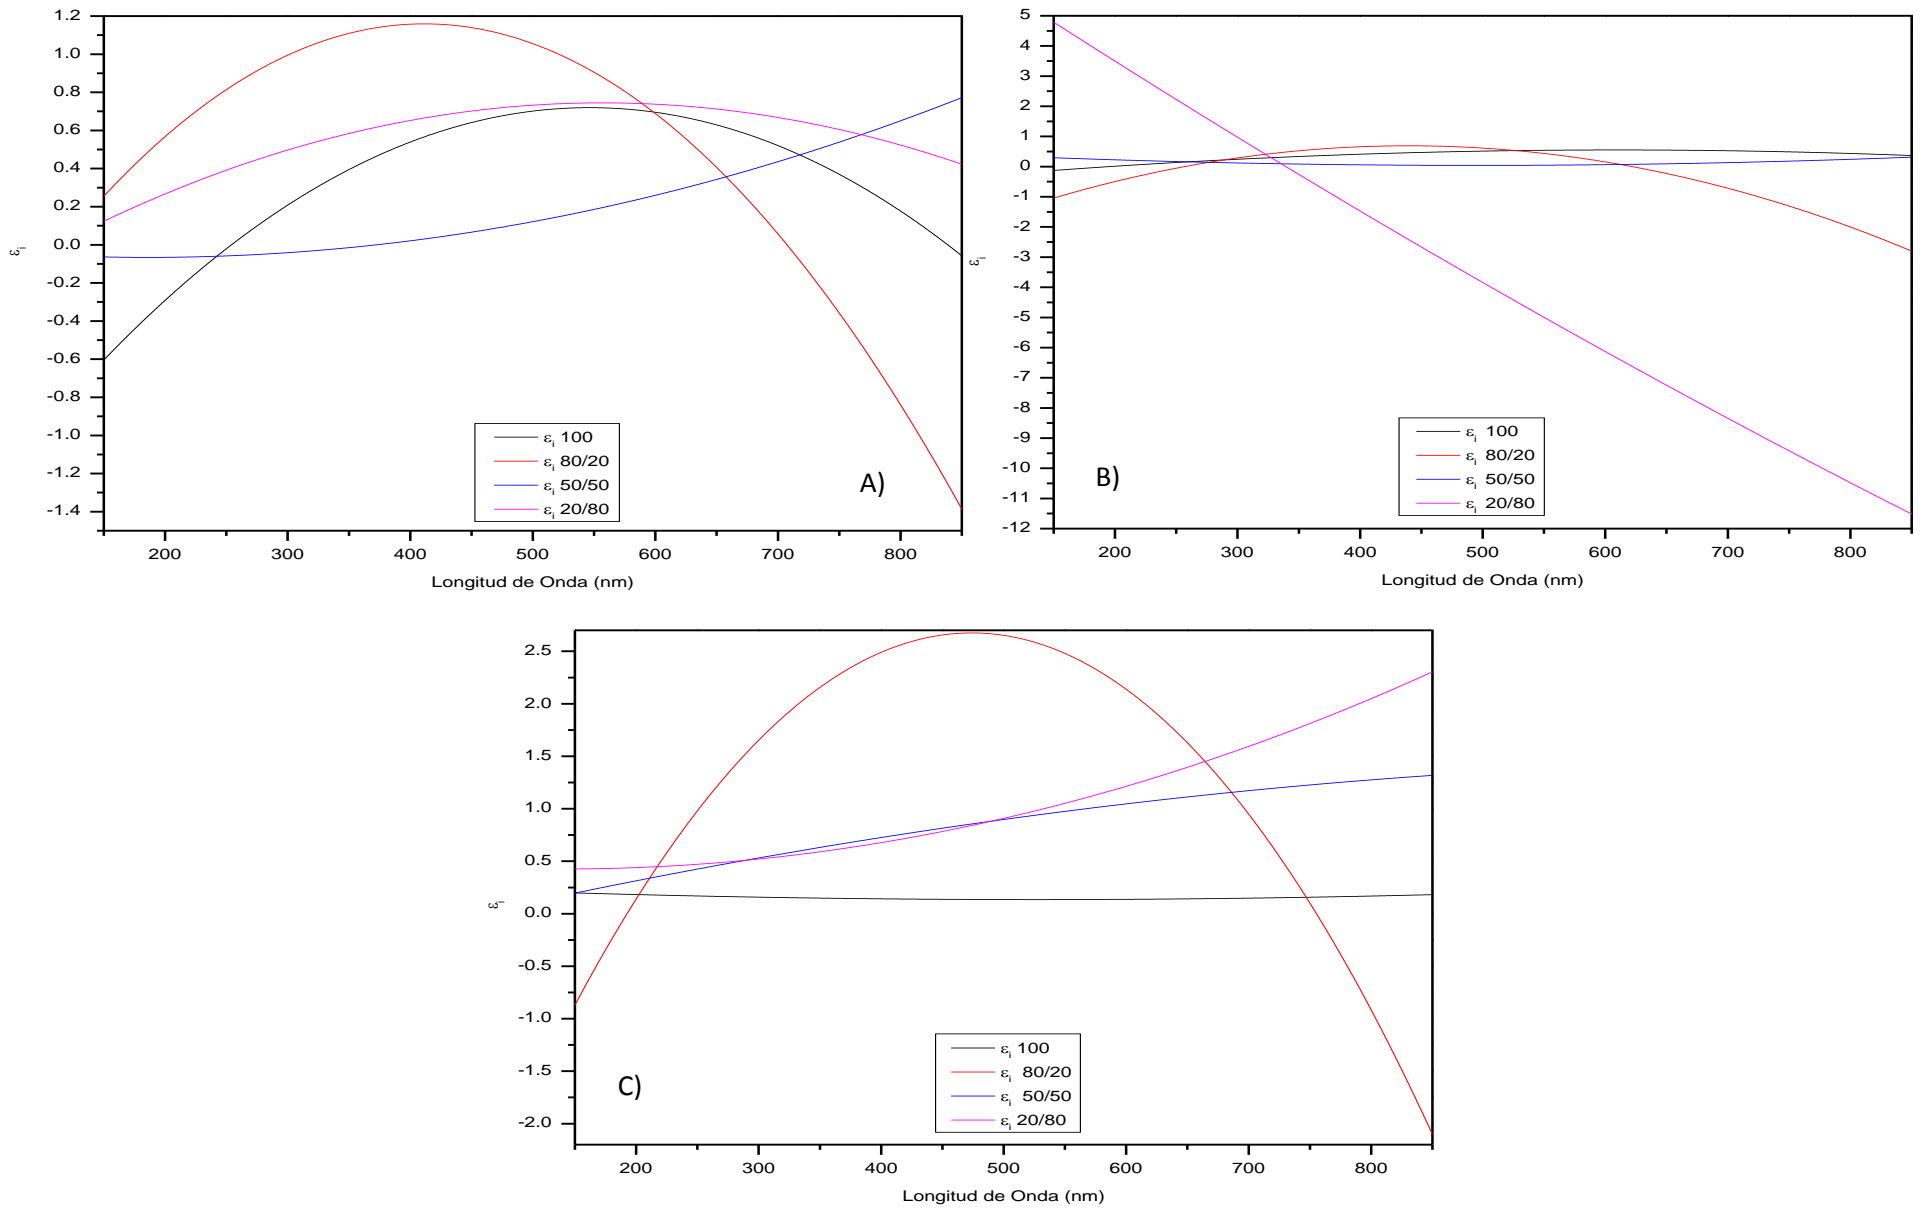 1.2
1.0
0.8
0.6
0.4
0.2
0.0
-0.2
-0.4
-0.6
-0.8
-1.0
-1.2
-1.4
εi
200 300 400 500 600 700 800
Longitud de Onda (nm)
εi 100
εi 80/20
εi 50/50
εi 20/80
A)
5
4
3
2
1
0
-1
-2
-3
-4
-5
-6
-7
-8
-9
-10
-11
-12
εi
200 300 400 500 600 700 800
Longitud de Onda (nm)
εi 100
εi 80/20
εi 50/50
εi 20/80
B)
2.5
2.0
1.5
1.0
0.5
0.0
-0.5
-1.0
-1.5
-2.0
εi
200 300 400 500 600 700 800
Longitud de Onda (nm)
εi 100
εi 80/20
εi 50/50
εi 20/80
C)